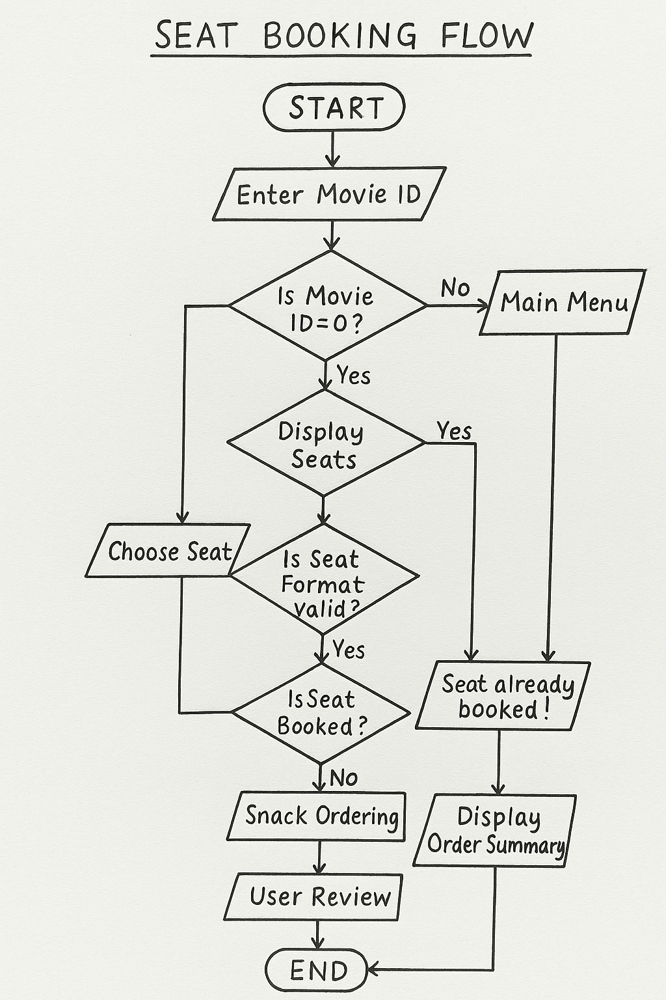 SEAT BOOKING FLOW
START
Enter Movie ID
Is Movie
ID=0?
No
Main Menu
Yes
Display
Seats
Yes
Choose Seat
Is Seat
Format
valid?
Yes
Is Seat
Booked?
Seat already
booked!
No
Snack Ordering
Display
Order Summary
User Review
END